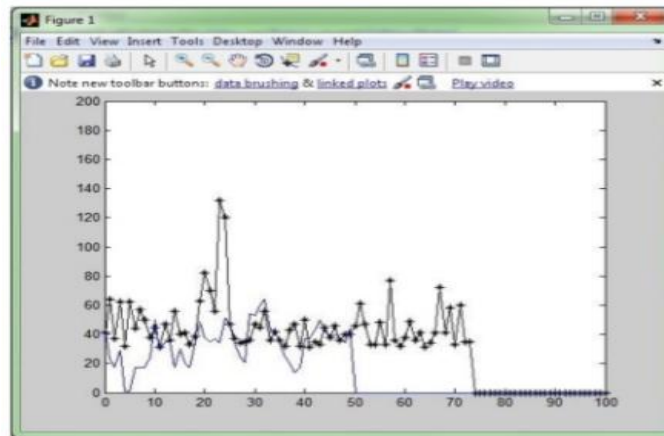 Figure 1
File Edit View Insert Tools Desktop Window Help
Note new toolbar buttons: data brushing & linked plots Play video
200
180
160
140
120
100
80
60
40
20
0
0 10 20 30 40 50 60 70 80 90 100